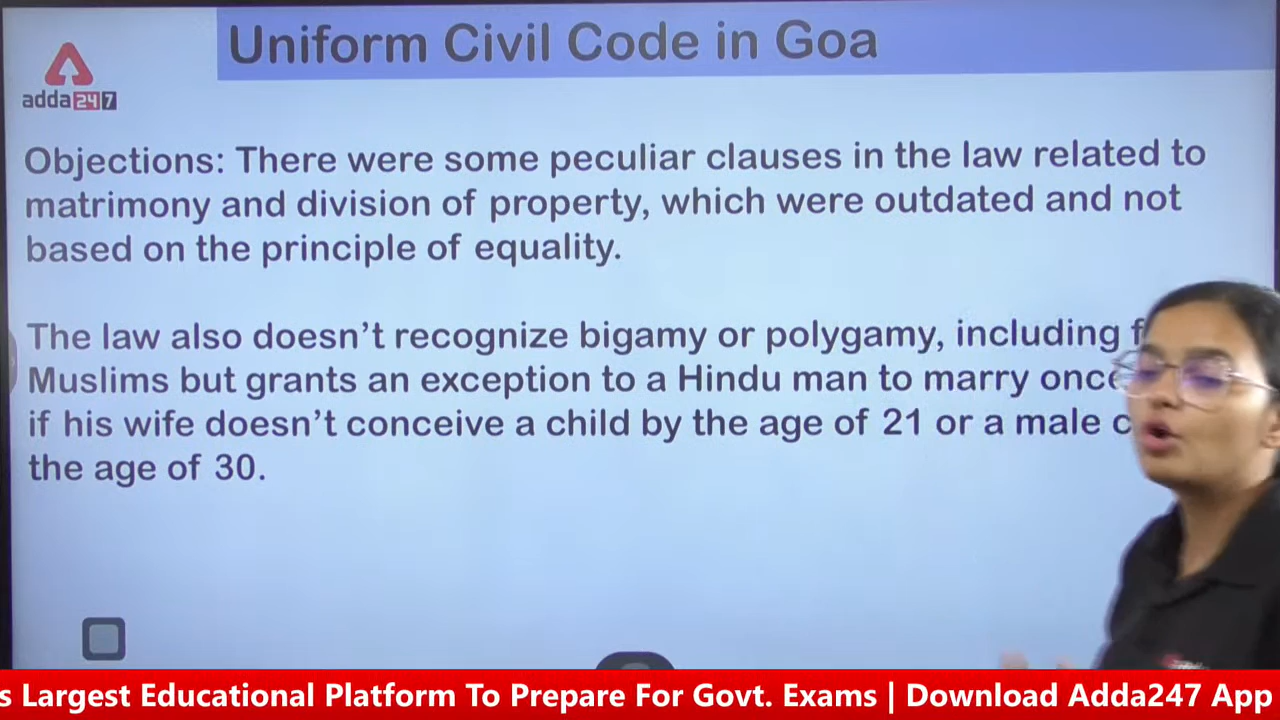 Uniform Civil Code in Goa
adda247
Objections: There were some peculiar clauses in the law related to
matrimony and division of property, which were outdated and not
based on the principle of equality.
The law also doesn't recognize bigamy or polygamy, including
Muslims but grants an exception to a Hindu man to marry once
if his wife doesn't conceive a child by the age of 21 or a male
the age of 30.
s Largest Educational Platform To Prepare For Govt. Exams | Download Adda247 App